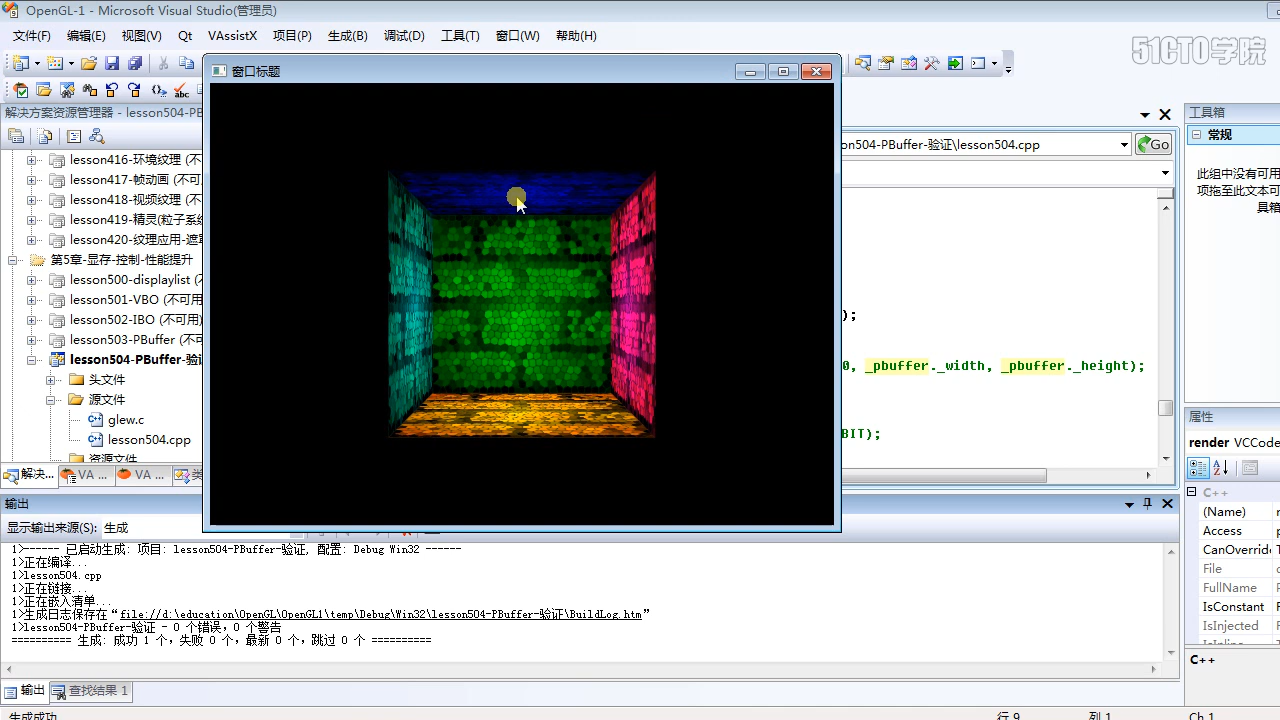 OpenGL-1 - Microsoft Visual Studio(管理员)
文件(F) 编辑(E) 视图(V) Qt VAssistX 项目(P) 生成(B) 调试(D) 工具(T) 窗口(W) 帮助(H)
51CTO学院
窗口标题
解决方案资源管理器 - lesson504-PB
工具箱
常规
on504-PBuffer-验证\lesson504.cpp
Go
lesson416-环境纹理 (不可
lesson417-帧动画 (不可
lesson418-视频纹理 (不
lesson419-精灵(粒子系统
lesson420-纹理应用-遮
第5章-显存-控制-性能提升
lesson500-displaylist (
lesson501-VBO (不可用
lesson502-IBO (不可用)
lesson503-PBuffer (不
lesson504-PBuffer-验
头文件
源文件
glew.c
lesson504.cpp
资源文件
此组中没有可用
项拖至此文本可
具箱
);
0, _pbuffer._width, _pbuffer._height);
BIT);
解决... VA ... VA ... 类
属性
render VCCode
C++
(Name)
Access
CanOverrid
File
FullName
IsConstant
IsInjected
IsInline
C++
输出
显示输出来源(S): 生成
1>------ 已启动生成: 项目: lesson504-PBuffer-验证, 配置: Debug Win32 ------
1>正在编译...
1>lesson504.cpp
1>正在链接...
1>正在嵌入清单...
1>生成日志保存在“file://d:\education\OpenGL\OpenGL1\temp\Debug\Win32\lesson504-PBuffer-验证\BuildLog.htm”
1>lesson504-PBuffer-验证 - 0 个错误，0 个警告
========== 生成: 成功 1 个，失败 0 个，最新 0 个，跳过 0 个 ==========
输出 查找结果 1
生成成功 行 9 列 1 Ch 1